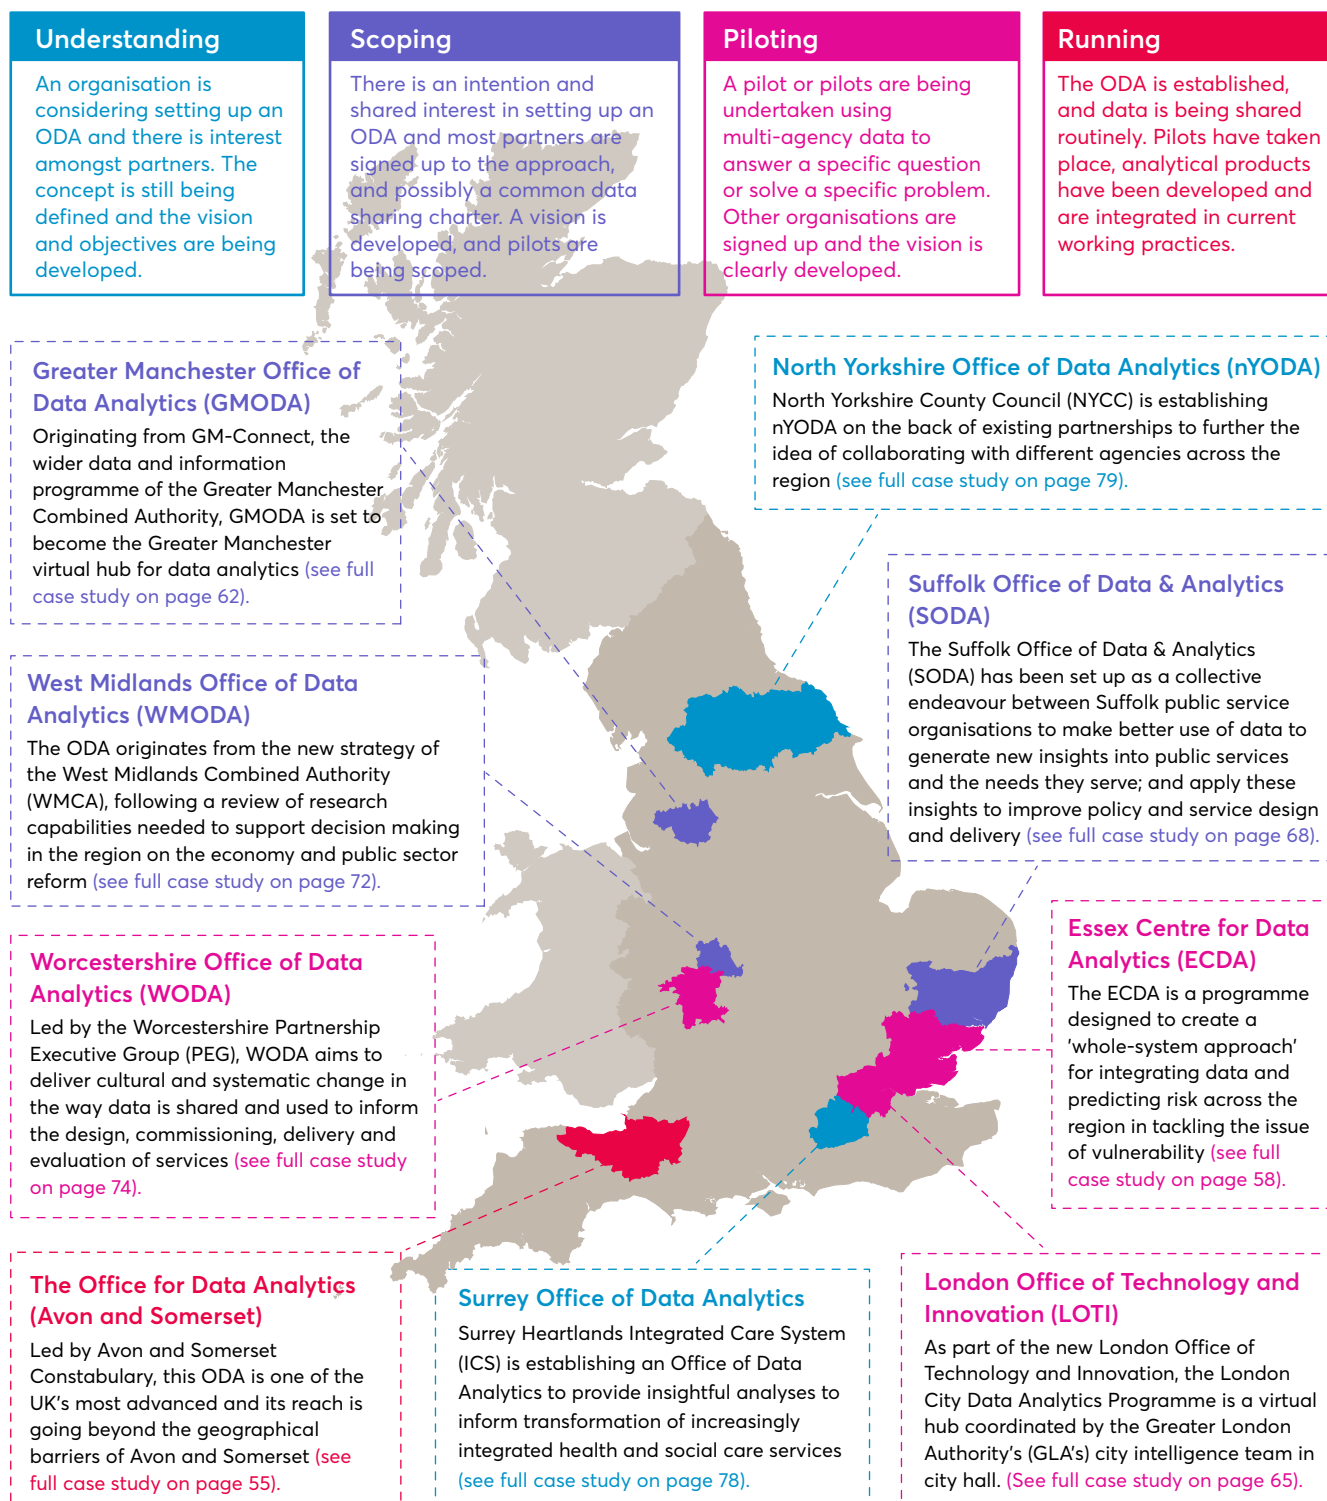 Understanding
An organisation is
considering setting up an
ODA and there is interest
amongst partners. The
concept is still being
defined and the vision
and objectives are being
developed.
Scoping
There is an intention and
shared interest in setting up an
ODA and most partners are
signed up to the approach,
and possibly a common data
sharing charter. A vision is
developed, and pilots are
being scoped.
Piloting
A pilot or pilots are being
undertaken using
multi-agency data to
answer a specific question
or solve a specific problem.
Other organisations are
signed up and the vision is
clearly developed.
Running
The ODA is established,
and data is being shared
routinely. Pilots have taken
place, analytical products
have been developed and
are integrated in current
working practices.
Greater Manchester Office of
Data Analytics (GMODA)
Originating from GM-Connect, the
wider data and information
programme of the Greater Manchester
Combined Authority, GMODA is set to
become the Greater Manchester
virtual hub for data analytics (see full
case study on page 62).
North Yorkshire Office of Data Analytics (nYODA)
North Yorkshire County Council (NYCC) is establishing
nYODA on the back of existing partnerships to further the
idea of collaborating with different agencies across the
region (see full case study on page 79).
Suffolk Office of Data & Analytics
(SODA)
The Suffolk Office of Data & Analytics
(SODA) has been set up as a collective
endeavour between Suffolk public service
organisations to make better use of data to
generate new insights into public services
and the needs they serve; and apply these
insights to improve policy and service design
and delivery (see full case study on page 68).
West Midlands Office of Data
Analytics (WMODA)
The ODA originates from the new strategy of
the West Midlands Combined Authority
(WMCA), following a review of research
capabilities needed to support decision making
in the region on the economy and public sector
reform (see full case study on page 72).
Worcestershire Office of Data
Analytics (WODA)
Led by the Worcestershire Partnership
Executive Group (PEG), WODA aims to
deliver cultural and systematic change in
the way data is shared and used to inform
the design, commissioning, delivery and
evaluation of services (see full case study
on page 74).
Essex Centre for Data
Analytics (ECDA)
The ECDA is a programme
designed to create a
'whole-system approach'
for integrating data and
predicting risk across the
region in tackling the issue
of vulnerability (see full
case study on page 58).
The Office for Data Analytics
(Avon and Somerset)
Led by Avon and Somerset
Constabulary, this ODA is one of the
UK's most advanced and its reach is
going beyond the geographical
barriers of Avon and Somerset (see
full case study on page 55).
Surrey Office of Data Analytics
Surrey Heartlands Integrated Care System
(ICS) is establishing an Office of Data
Analytics to provide insightful analyses to
inform transformation of increasingly
integrated health and social care services
(see full case study on page 78).
London Office of Technology and
Innovation (LOTI)
As part of the new London Office of
Technology and Innovation, the London
City Data Analytics Programme is a virtual
hub coordinated by the Greater London
Authority's (GLA's) city intelligence team in
city hall. (See full case study on page 65).